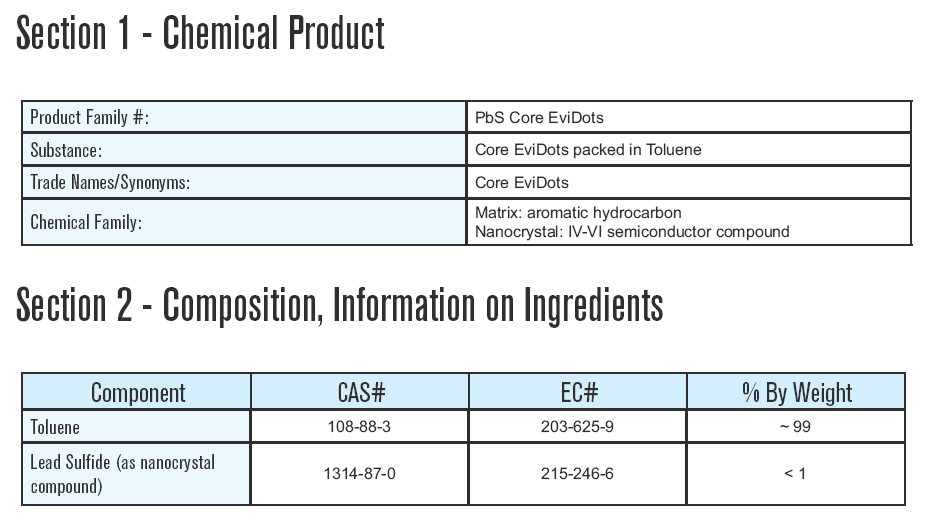 Section 1 - Chemical Product
Product Family #: PbS Core EviDots
Substance: Core EviDots packed in Toluene
Trade Names/Synonyms: Core EviDots
Chemical Family: Matrix: aromatic hydrocarbon
Nanocrystal: IV-VI semiconductor compound
Section 2 - Composition, Information on Ingredients
Component CAS# EC# % By Weight
Toluene 108-88-3 203-625-9 ~ 99
Lead Sulfide (as nanocrystal
compound) 1314-87-0 215-246-6 < 1